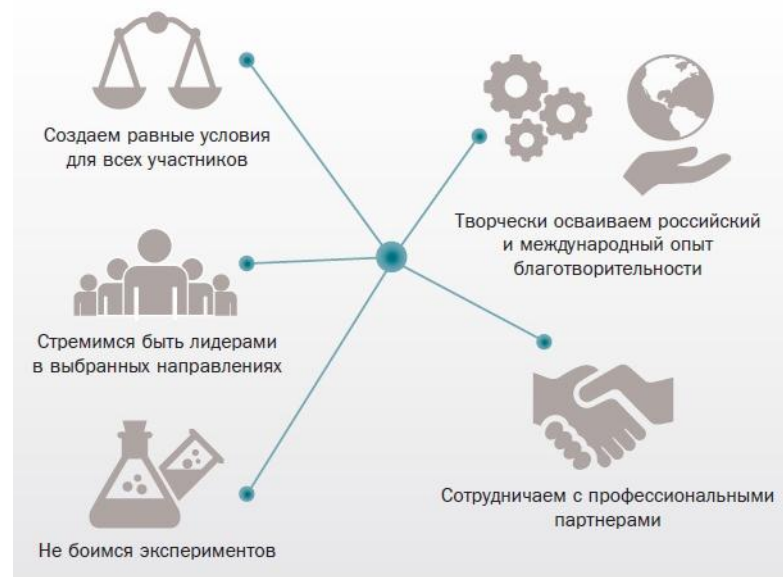 Создаем равные условия
для всех участников
Творчески осваиваем российский
и международный опыт
благотворительности
Стремимся быть лидерами
в выбранных направлениях
Сотрудничаем с профессиональными
партнерами
Не боимся экспериментов